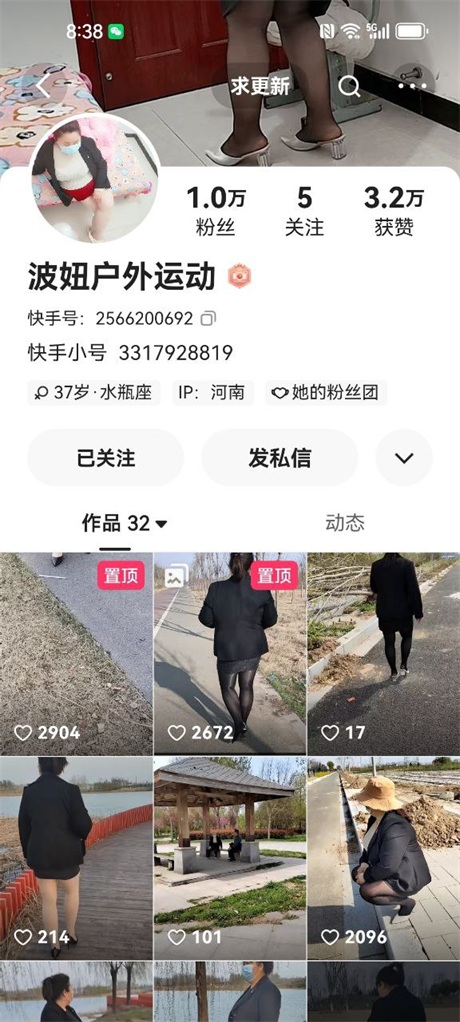 8:38
5G
求更新
1.0万 5 3.2万
粉丝 关注 获赞
波妞户外运动
快手号：2566200692
快手小号 3317928819
37岁·水瓶座 IP：河南 她的粉丝团
已关注 发私信
作品 32 动态
置顶 置顶
2904 2672 17
214 101 2096